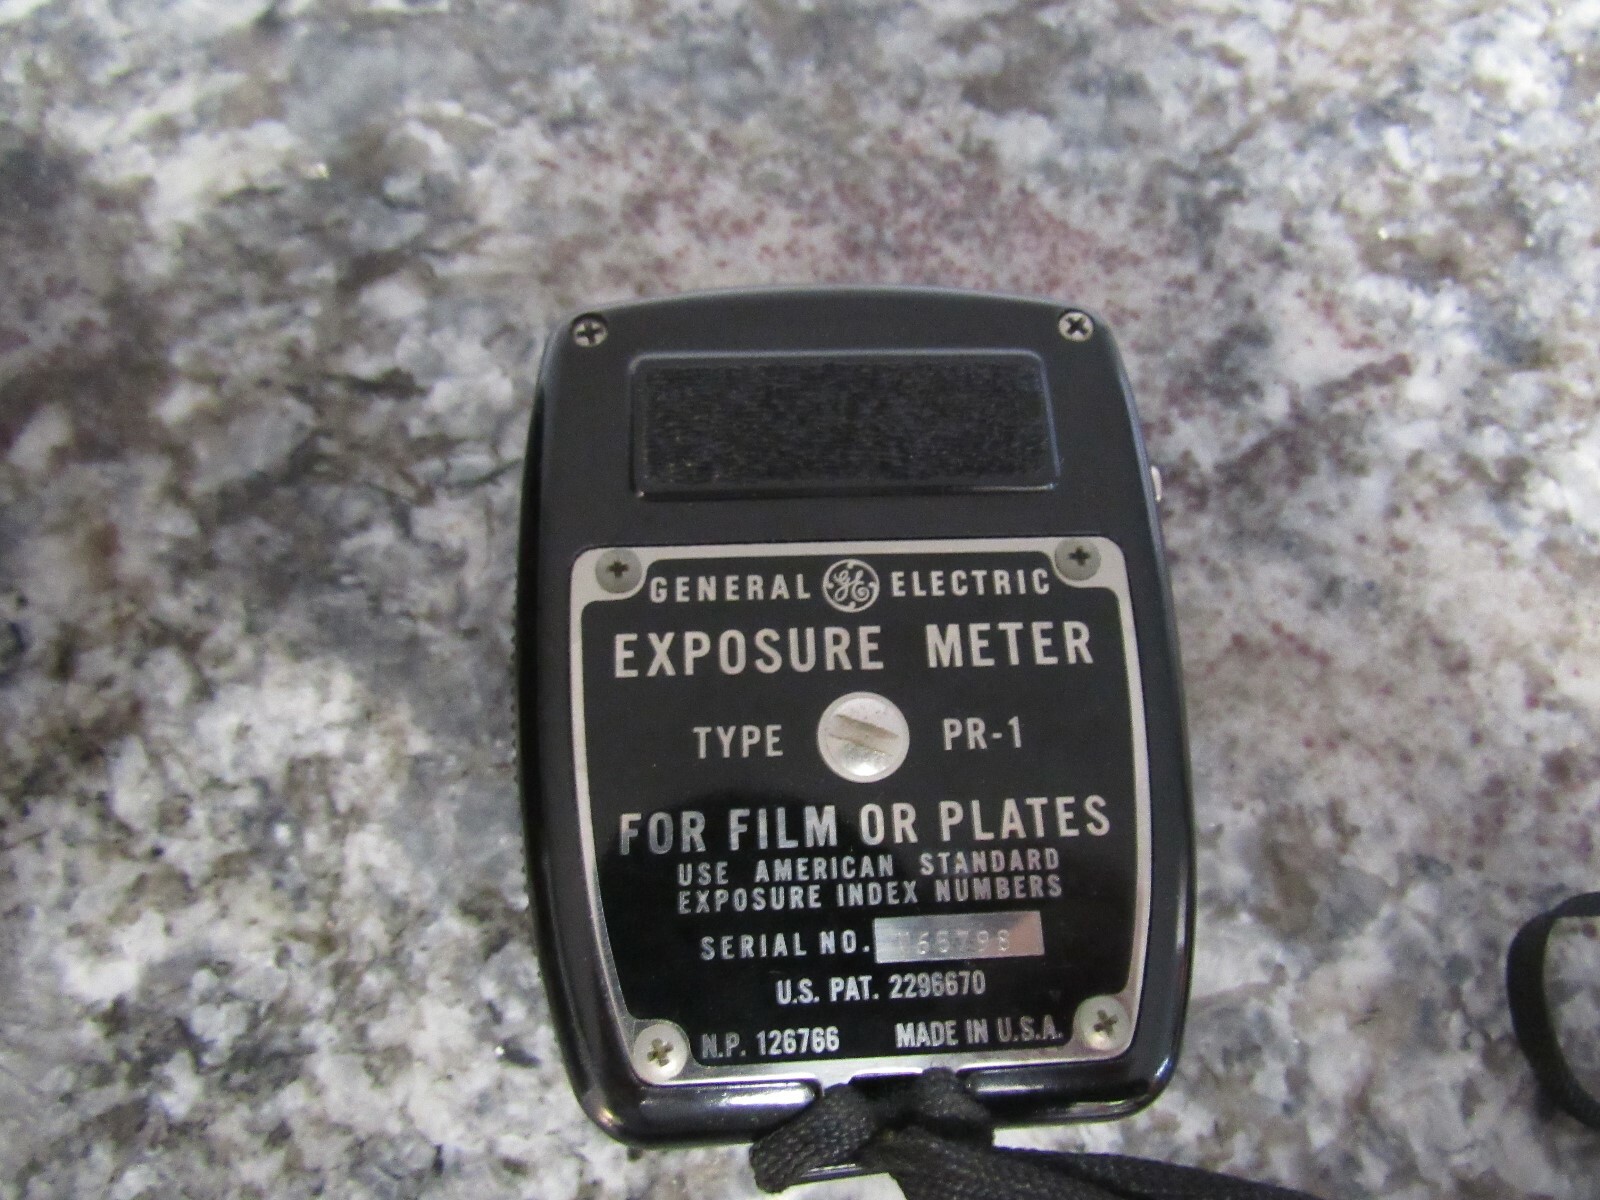 GENERAL GE ELECTRIC
EXPOSURE METER
TYPE PR-1
FOR FILM OR PLATES
USE AMERICAN STANDARD
EXPOSURE INDEX NUMBERS
SERIAL NO.
U.S. PAT. 2296670
N.P. 126766 MADE IN U.S.A.